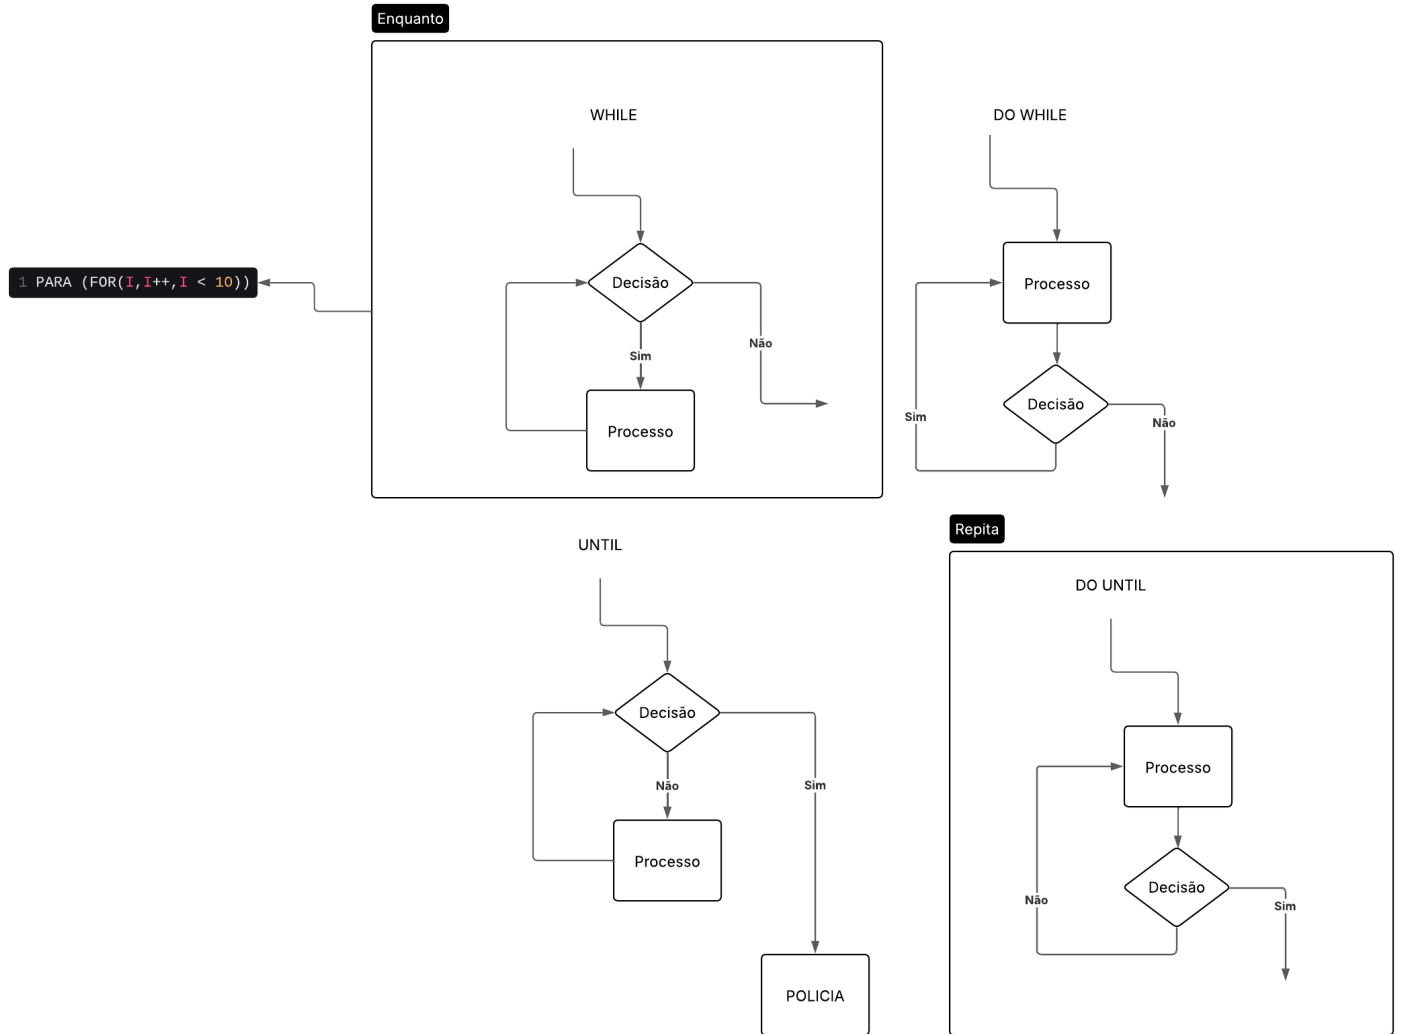 Enquanto
WHILE
Decisão
Sim
Não
Processo
DO WHILE
Processo
Decisão
Sim
Não
1 PARA (FOR(I,I++,I < 10))
UNTIL
Decisão
Não
Sim
Processo
POLICIA
Repita
DO UNTIL
Processo
Decisão
Não
Sim